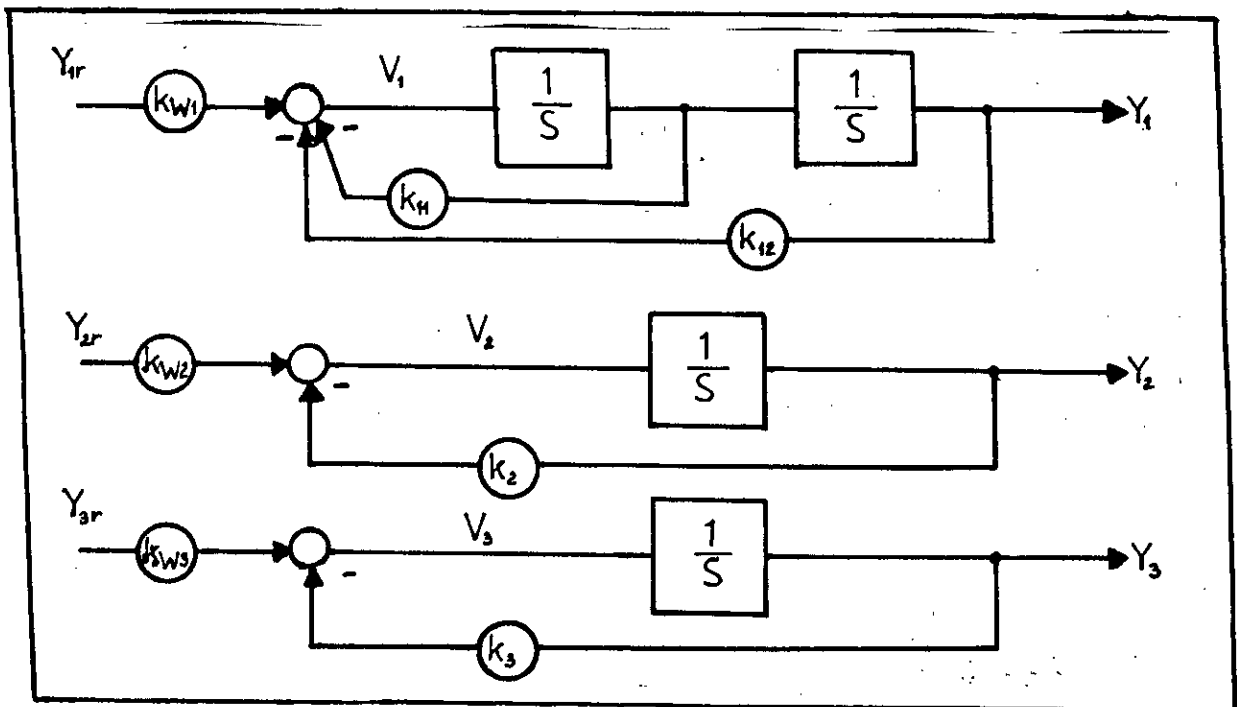 Y1r kW1 V1 1/S 1/S Y1
k11
k12
Y2r kW2 V2 1/S Y2
k2
Y3r kW3 V3 1/S Y3
k3